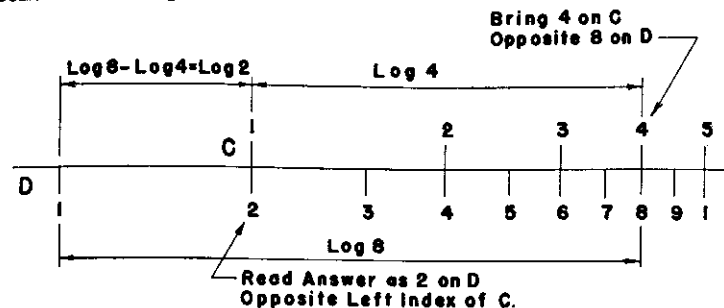 Bring 4 on C
Opposite 8 on D
Log8-Log4=Log2
Log 4
1 2 3 4 5
C
D
1 2 3 4 5 6 7 8 9 1
Log 8
Read Answer as 2 on D
Opposite Left Index of C.